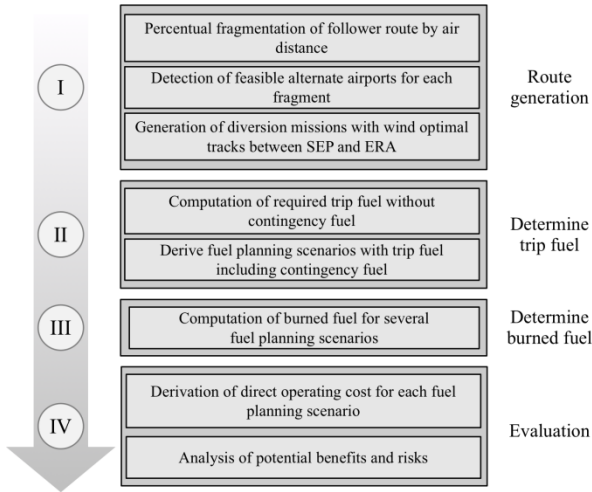 I
Percentual fragmentation of follower route by air
distance
Detection of feasible alternate airports for each
fragment
Generation of diversion missions with wind optimal
tracks between SEP and ERA
Route
generation
II
Computation of required trip fuel without
contingency fuel
Derive fuel planning scenarios with trip fuel
including contingency fuel
Determine
trip fuel
III
Computation of burned fuel for several
fuel planning scenarios
Determine
burned fuel
IV
Derivation of direct operating cost for each fuel
planning scenario
Analysis of potential benefits and risks
Evaluation